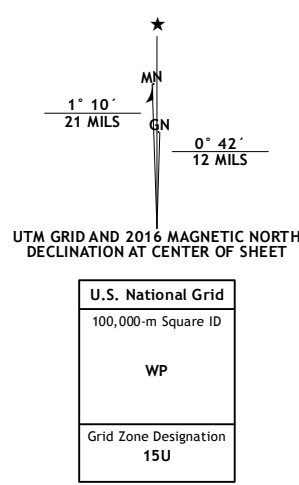 ★
MN
1° 10´
21 MILS
GN
0° 42´
12 MILS
UTM GRID AND 2016 MAGNETIC NORTH
DECLINATION AT CENTER OF SHEET
U.S. National Grid
100,000-m Square ID
WP
Grid Zone Designation
15U